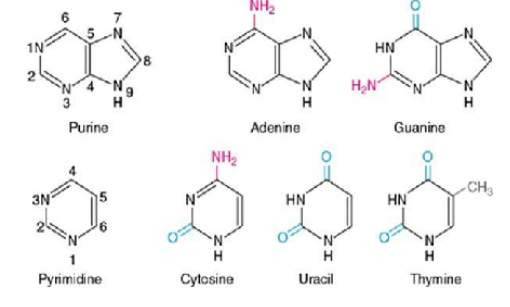 6 7 NH₂ O
1N 5 N N N HN N
2 8
N 4 N 9 N N H₂N N N
3 H H H
Purine Adenine Guanine
4 NH₂ O O
3N 5 N HN HN CH₃
2 6
N O N O N O N
1 H H H
Pyrimidine Cytosine Uracil Thymine